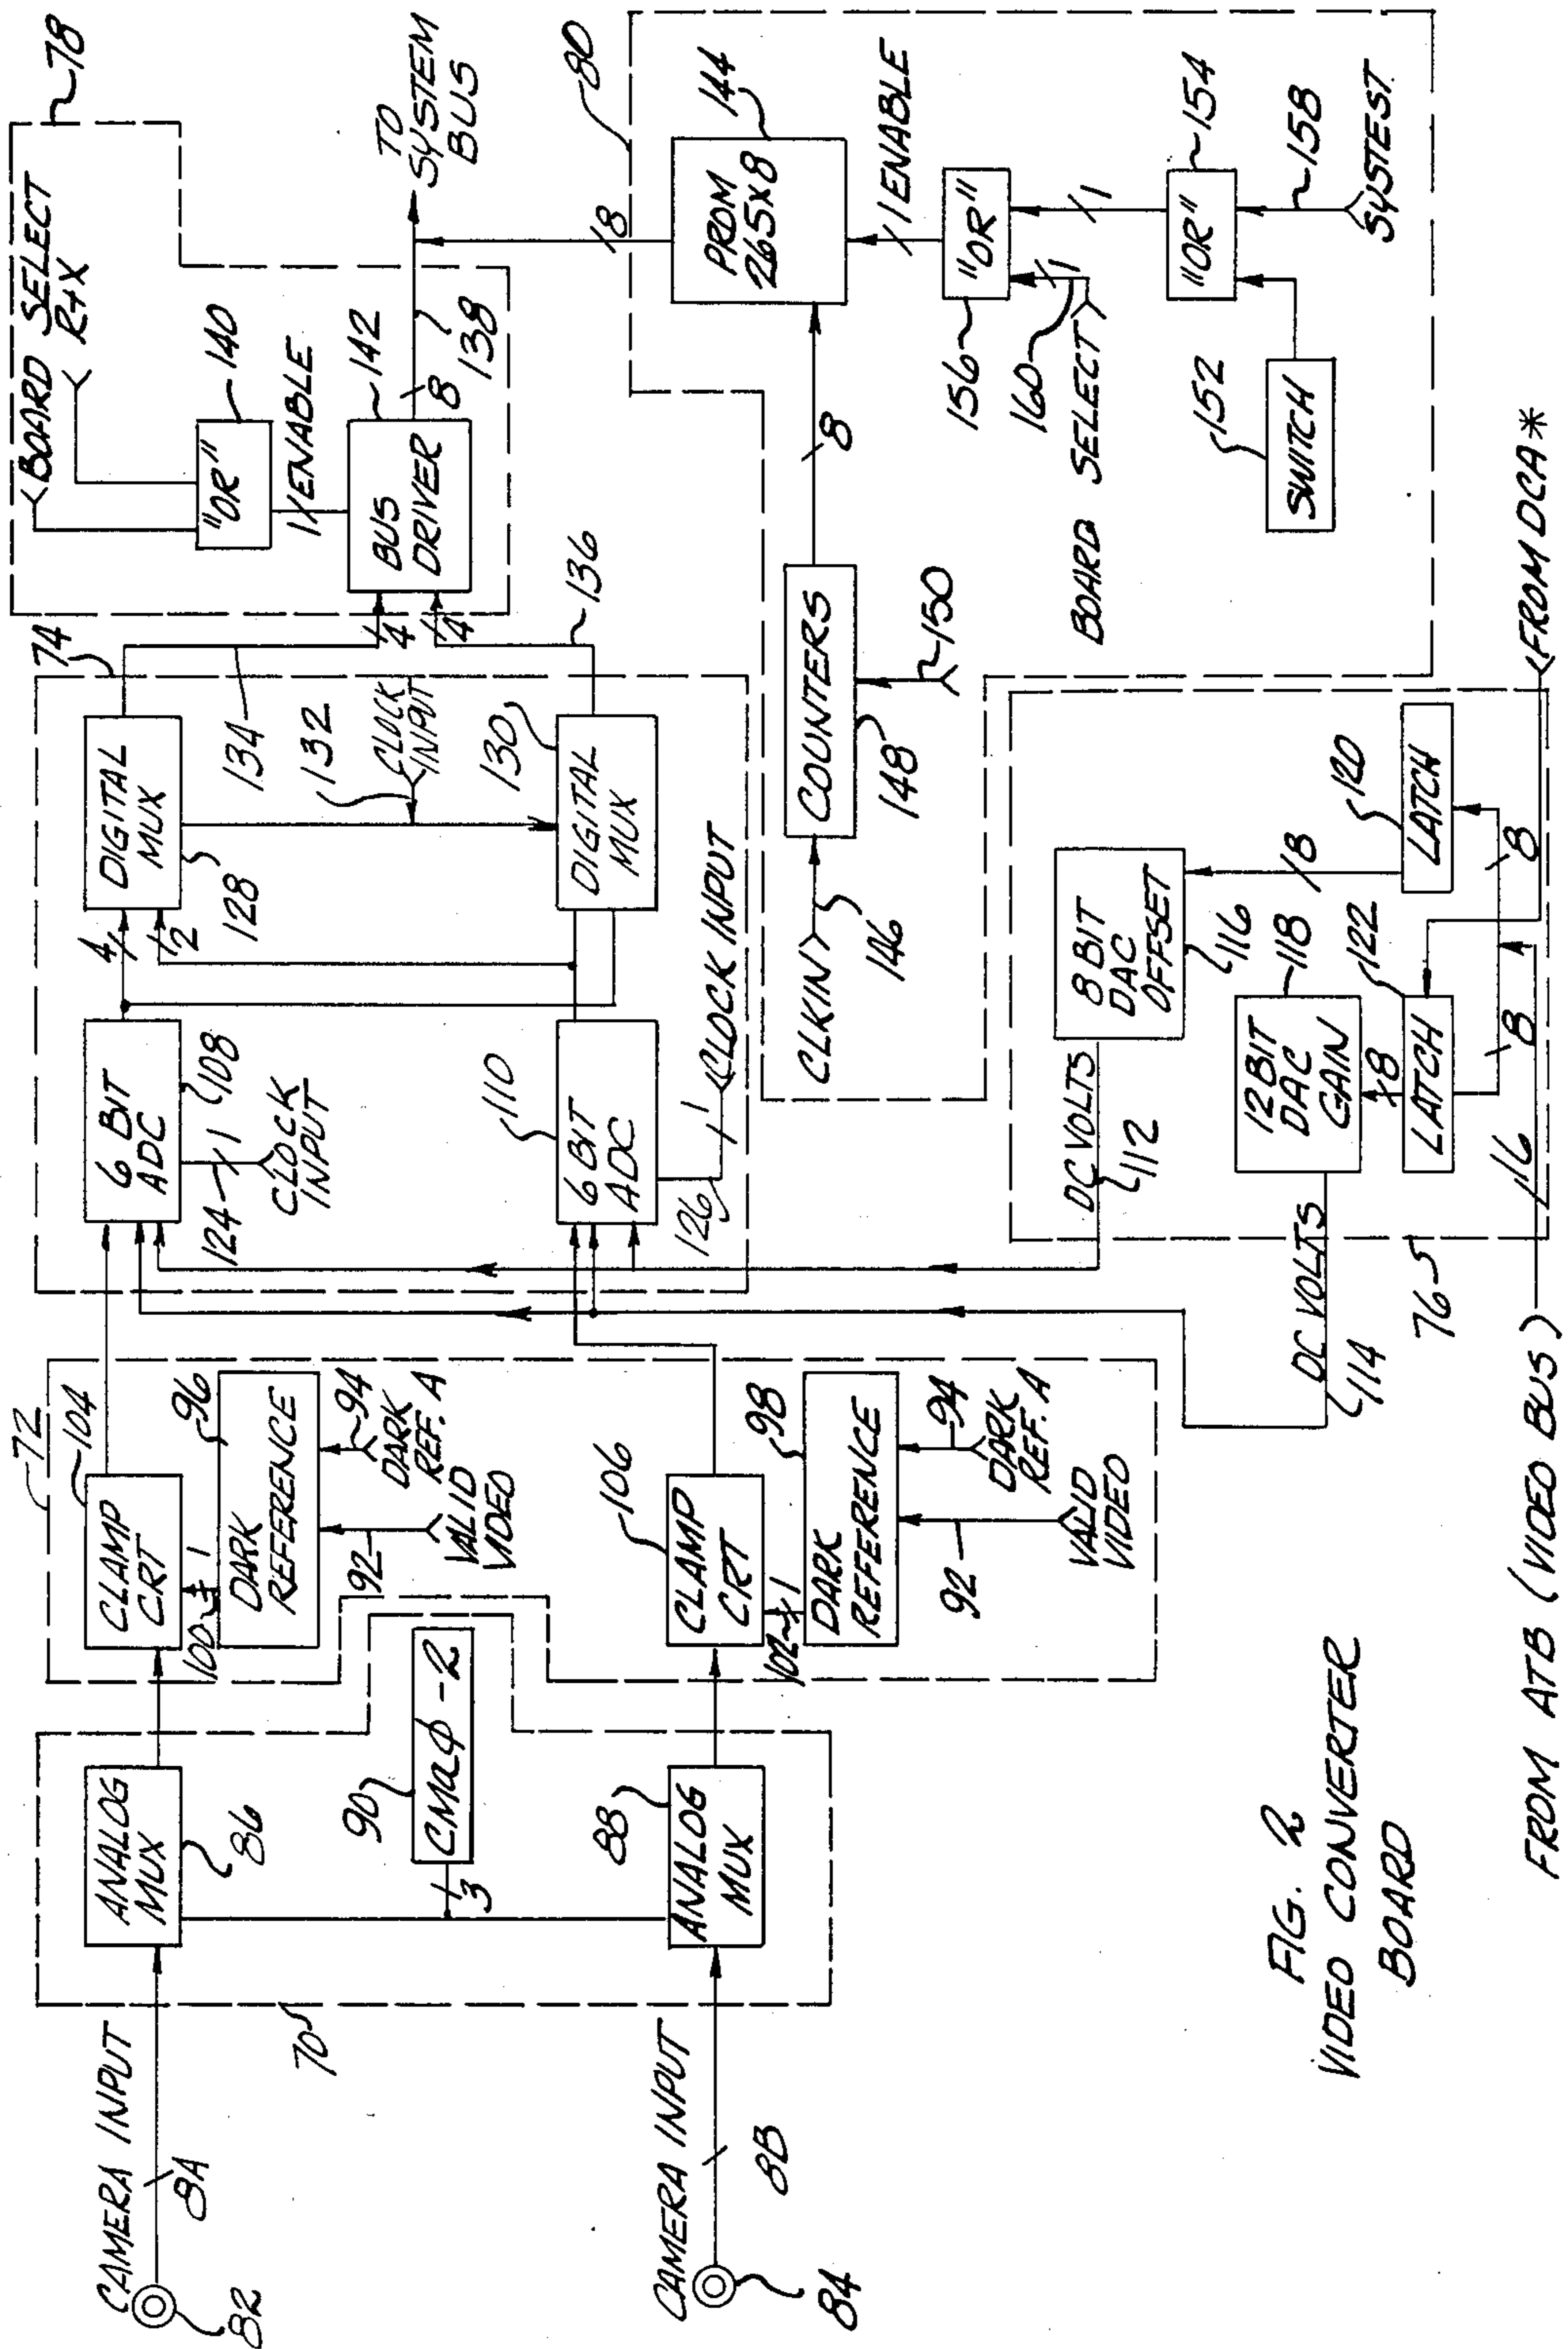 CAMERA INPUT
8A
82
CAMERA INPUT
8B
84
70
ANALOG
MUX
86
90
CMaφ-2
3
88
ANALOG
MUX
72
CLAMP
CRT
104
100
1
DARK
REFERENCE
96
94
DARK
REF. A
92
VALID
VIDEO
CLAMP
CRT
106
102
1
DARK
REFERENCE
98
94
DARK
REF. A
92
VALID
VIDEO
74
6 BIT
ADC
108
124
1
CLOCK
INPUT
110
6 BIT
ADC
126
1
CLOCK INPUT
4
2
DIGITAL
MUX
128
134
132
CLOCK
INPUT
130
DIGITAL
MUX
136
4
4
BOARD SELECT
R+X
78
"OR"
140
1
ENABLE
BUS
DRIVER
142
8
138
TO
SYSTEM
BUS
80
8
PROM
265X8
144
1
ENABLE
"OR"
156
1
160
BOARD SELECT
1
"OR"
154
158
SYSTEST
152
SWITCH
8
COUNTERS
148
150
CLKIN
146
8 BIT
DAC
OFFSET
116
DC VOLTS
112
8
120
LATCH
12 BIT
DAC
GAIN
118
DC VOLTS
114
8
LATCH
122
8
8
16
76
FROM DCA*
FROM ATB (VIDEO BUS)
FIG. 2
VIDEO CONVERTER
BOARD